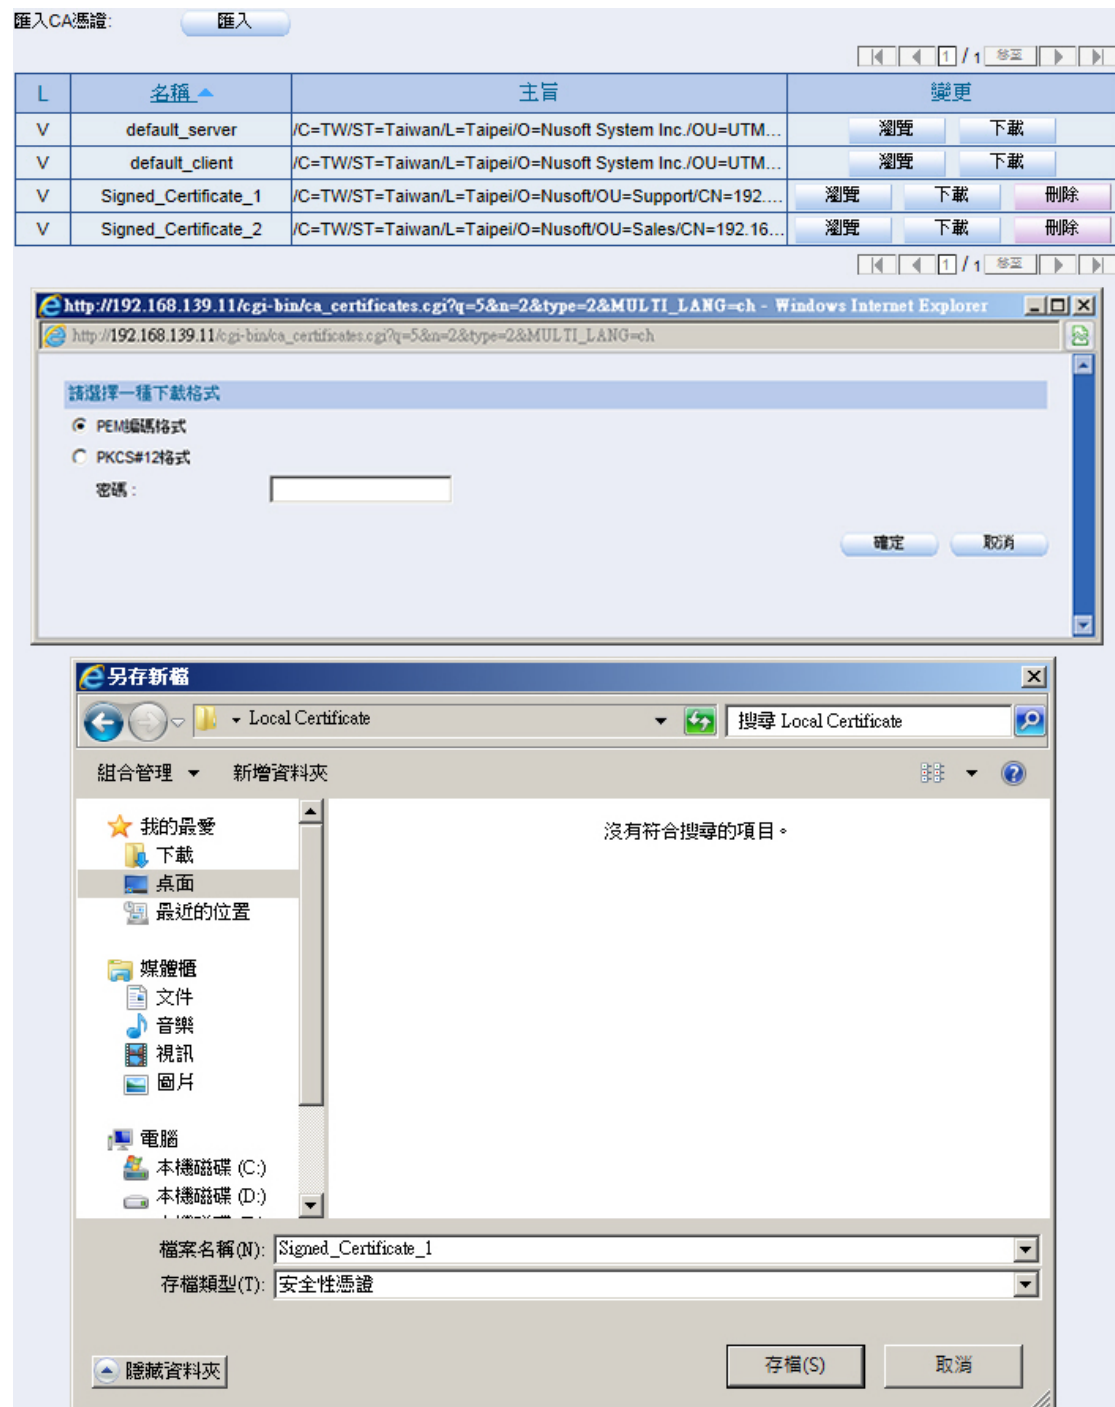 匯入CA憑證: 匯入
1 / 1 移至
L 名稱 主旨 變更
V default_server /C=TW/ST=Taiwan/L=Taipei/O=Nusoft System Inc./OU=UTM... 瀏覽 下載
V default_client /C=TW/ST=Taiwan/L=Taipei/O=Nusoft System Inc./OU=UTM... 瀏覽 下載
V Signed_Certificate_1 /C=TW/ST=Taiwan/L=Taipei/O=Nusoft/OU=Support/CN=192.... 瀏覽 下載 刪除
V Signed_Certificate_2 /C=TW/ST=Taiwan/L=Taipei/O=Nusoft/OU=Sales/CN=192.16... 瀏覽 下載 刪除
1 / 1 移至
http://192.168.139.11/cgi-bin/ca_certificates.cgi?q=5&n=2&type=2&MULTI_LANG=ch - Windows Internet Explorer
http://192.168.139.11/cgi-bin/ca_certificates.cgi?q=5&n=2&type=2&MULTI_LANG=ch
請選擇一種下載格式
PEM編碼格式
PKCS#12格式
密碼 :
確定 取消
另存新檔
Local Certificate 搜尋 Local Certificate
組合管理 新增資料夾
我的最愛 沒有符合搜尋的項目。
下載
桌面
最近的位置
媒體櫃
文件
音樂
視訊
圖片
電腦
本機磁碟 (C:)
本機磁碟 (D:)
檔案名稱(N): Signed_Certificate_1
存檔類型(T): 安全性憑證
隱藏資料夾 存檔(S) 取消